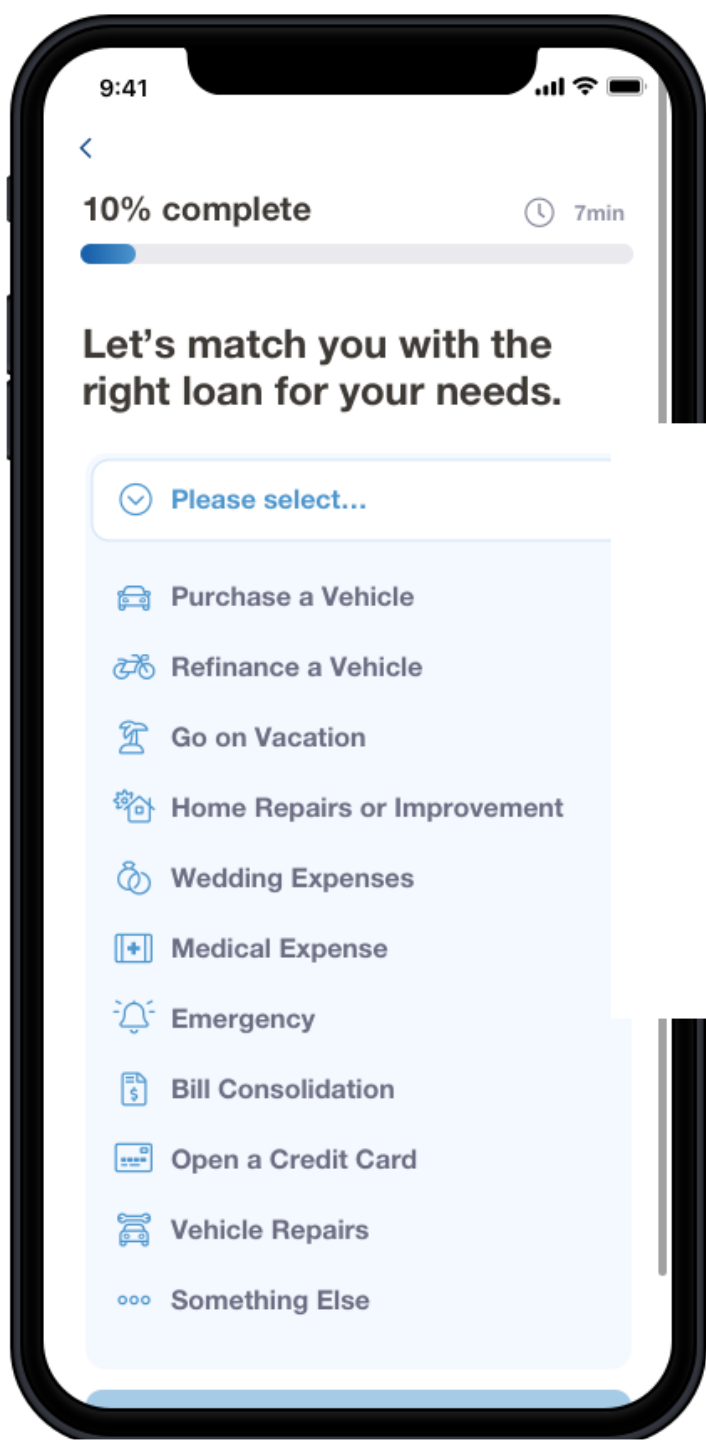 9:41
10% complete
7min
Let’s match you with the
right loan for your needs.
Please select...
Purchase a Vehicle
Refinance a Vehicle
Go on Vacation
Home Repairs or Improvement
Wedding Expenses
Medical Expense
Emergency
Bill Consolidation
Open a Credit Card
Vehicle Repairs
Something Else